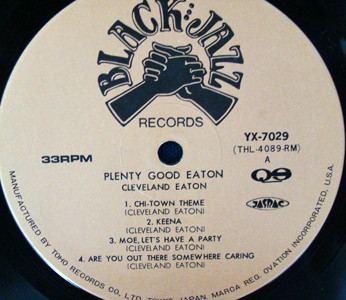 BLACK JAZZ
RECORDS
33RPM
YX-7029
(THL-4089-RM)
A
PLENTY GOOD EATON
CLEVELAND EATON
QS
JASRAC
1. CHI-TOWN THEME
(CLEVELAND EATON)
2. KEENA
(CLEVELAND EATON)
3. MOE, LET'S HAVE A PARTY
(CLEVELAND EATON)
4. ARE YOU OUT THERE SOMEWHERE CARING
(CLEVELAND EATON)
MANUFACTURED BY TOHO RECORDS CO., LTD. TOKYO JAPAN, MARCA REG. OVATION INCORPORATED, U.S.A.